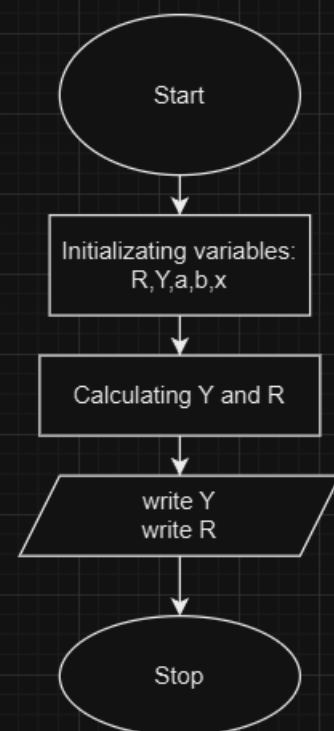 Start
Initializating variables:
R,Y,a,b,x
Calculating Y and R
write Y
write R
Stop